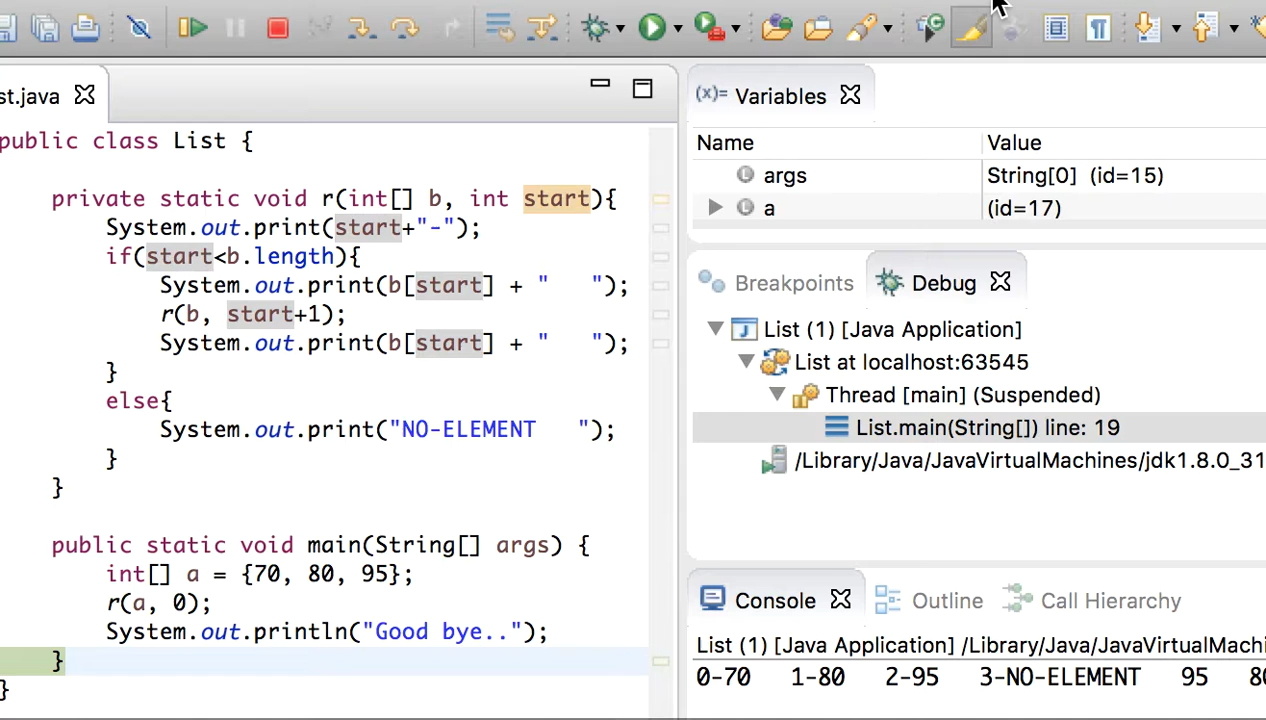 st.java
public class List {
private static void r(int[] b, int start){
System.out.print(start+"-");
if(start<b.length){
System.out.print(b[start] + "   ");
r(b, start+1);
System.out.print(b[start] + "   ");
}
else{
System.out.print("NO-ELEMENT   ");
}
}
public static void main(String[] args) {
int[] a = {70, 80, 95};
r(a, 0);
System.out.println("Good bye..");
}
}
(x)= Variables
Name Value
args String[0] (id=15)
a (id=17)
Breakpoints Debug
List (1) [Java Application]
List at localhost:63545
Thread [main] (Suspended)
List.main(String[]) line: 19
/Library/Java/JavaVirtualMachines/jdk1.8.0_31
Console Outline Call Hierarchy
List (1) [Java Application] /Library/Java/JavaVirtualMachi
0-70   1-80   2-95   3-NO-ELEMENT   95   80